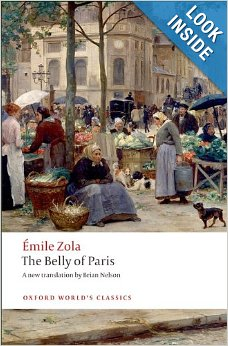 LOOK
INSIDE
Émile Zola
The Belly of Paris
A new translation by Brian Nelson
OXFORD WORLD'S CLASSICS